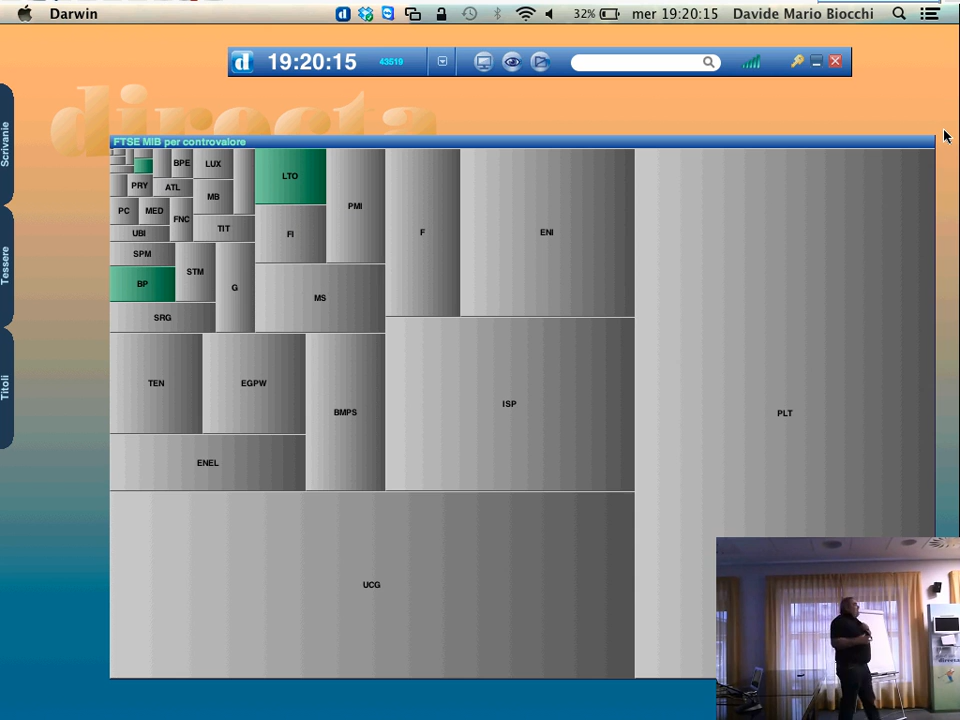 Darwin
32%
mer 19:20:15
Davide Mario Biocchi
d
19:20:15
43519
directa
Scrivanie
Tessere
Titoli
FTSE MIB per controvalore
BPE
LUX
LTO
PMI
F
ENI
PRY
ATL
MB
PC
MED
FNC
UBI
TIT
FI
SPM
STM
G
BP
MS
SRG
TEN
EGPW
BMPS
ISP
PLT
ENEL
UCG
directa